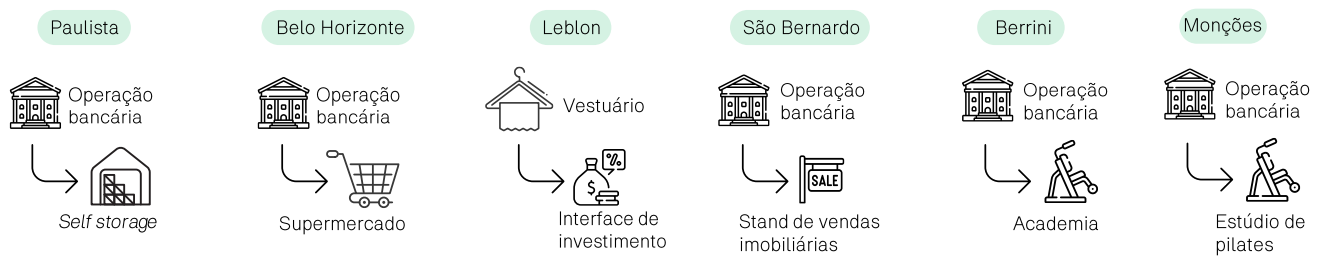 Paulista
Operação
bancária
Self storage
Belo Horizonte
Operação
bancária
Supermercado
Leblon
Vestuário
%
$
Interface de
investimento
São Bernardo
Operação
bancária
SALE
Stand de vendas
imobiliárias
Berrini
Operação
bancária
Academia
Monções
Operação
bancária
Estúdio de
pilates